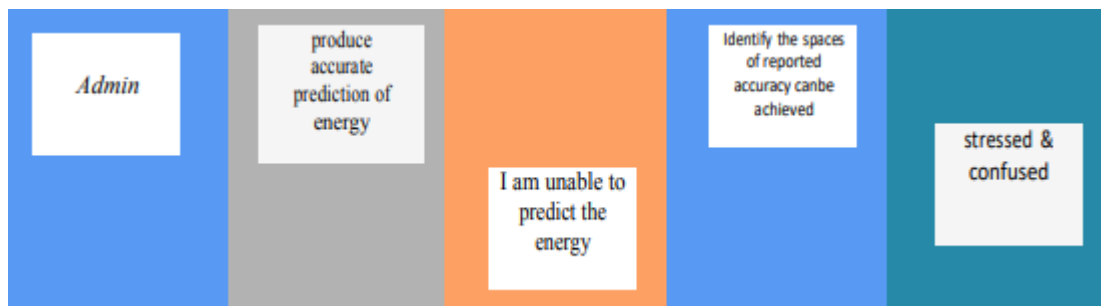 Admin
produce
accurate
prediction of
energy
I am unable to
predict the
energy
Identify the spaces
of reported
accuracy canbe
achieved
stressed &
confused